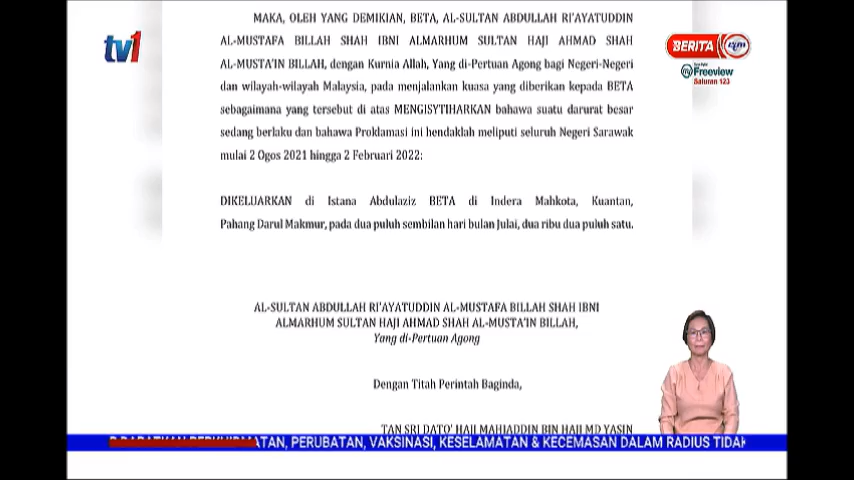 tv1
BERITA rtm
myFreeview
Saluran 123
MAKA, OLEH YANG DEMIKIAN, BETA, AL-SULTAN ABDULLAH RI'AYATUDDIN
AL-MUSTAFA BILLAH SHAH IBNI ALMARHUM SULTAN HAJI AHMAD SHAH
AL-MUSTA'IN BILLAH, dengan Kurnia Allah, Yang di-Pertuan Agong bagi Negeri-Negeri
dan wilayah-wilayah Malaysia, pada menjalankan kuasa yang diberikan kepada BETA
sebagaimana yang tersebut di atas MENGISYTIHARKAN bahawa suatu darurat besar
sedang berlaku dan bahawa Proklamasi ini hendaklah meliputi seluruh Negeri Sarawak
mulai 2 Ogos 2021 hingga 2 Februari 2022:
DIKELUARKAN di Istana Abdulaziz BETA di Indera Mahkota, Kuantan,
Pahang Darul Makmur, pada dua puluh sembilan hari bulan Julai, dua ribu dua puluh satu.
AL-SULTAN ABDULLAH RI'AYATUDDIN AL-MUSTAFA BILLAH SHAH IBNI
ALMARHUM SULTAN HAJI AHMAD SHAH AL-MUSTA'IN BILLAH,
Yang di-Pertuan Agong
Dengan Titah Perintah Baginda,
TAN SRI DATO' HAJI MAHIADDIN BIN HAJI MD YASIN
PERUBATAN, VAKSINASI, KESELAMATAN & KECEMASAN DALAM RADIUS TIDAK